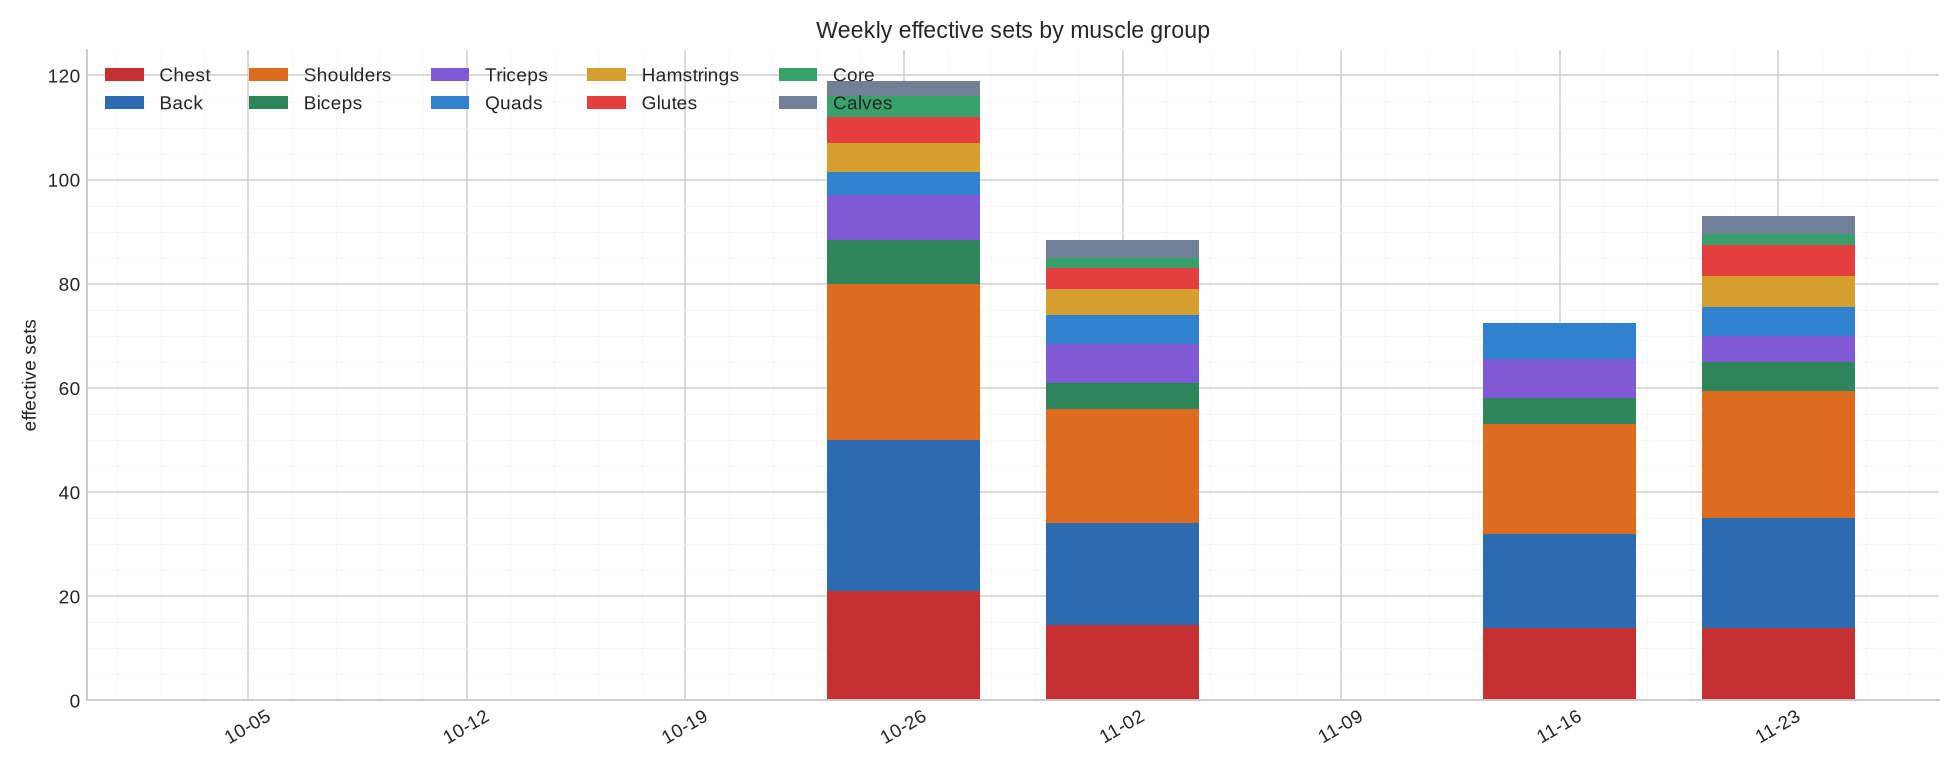 Weekly effective sets by muscle group
Chest Shoulders Triceps Hamstrings Core
Back Biceps Quads Glutes Calves
120
100
80
60
40
20
0
effective sets
10-05 10-12 10-19 10-26 11-02 11-09 11-16 11-23